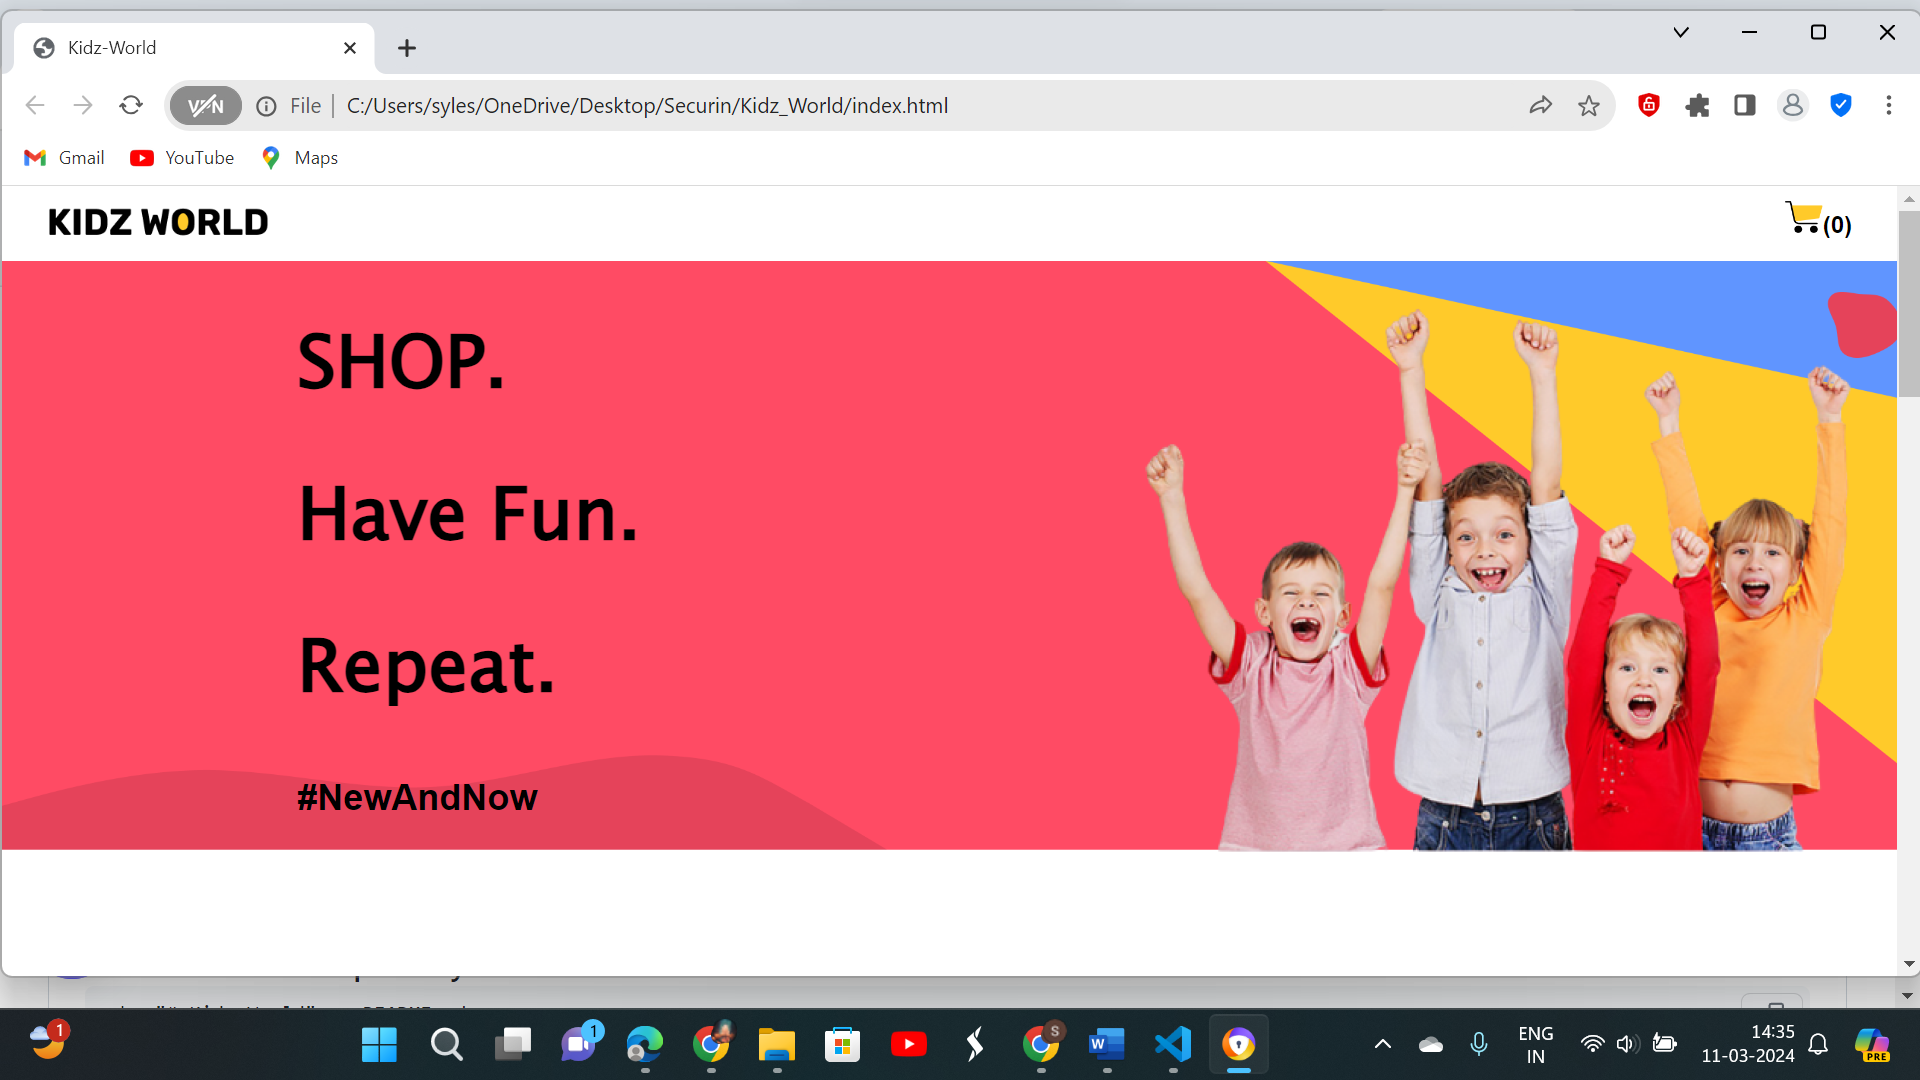 Kidz-World
VPN
File
C:/Users/syles/OneDrive/Desktop/Securin/Kidz_World/index.html
Gmail
YouTube
Maps
KIDZ WORLD
(0)
SHOP.
Have Fun.
Repeat.
#NewAndNow
1
1
S
W
ENG
IN
14:35
11-03-2024
PRE